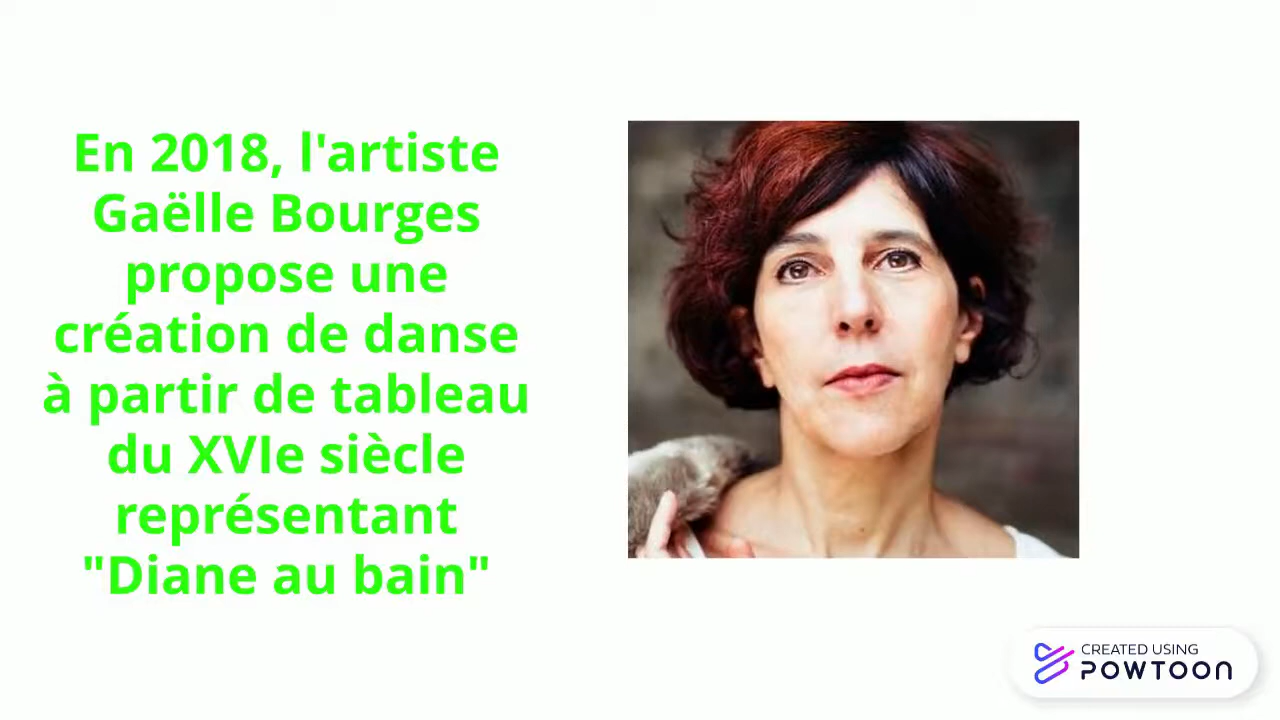 En 2018, l'artiste
Gaëlle Bourges
propose une
création de danse
à partir de tableau
du XVIe siècle
représentant
"Diane au bain"
CREATED USING
POWTOON